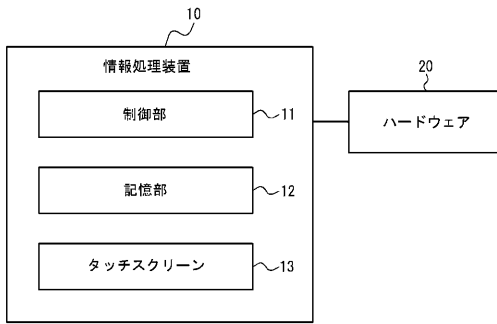 10
情報処理装置
制御部
11
記憶部
12
タッチスクリーン
13
20
ハードウェア